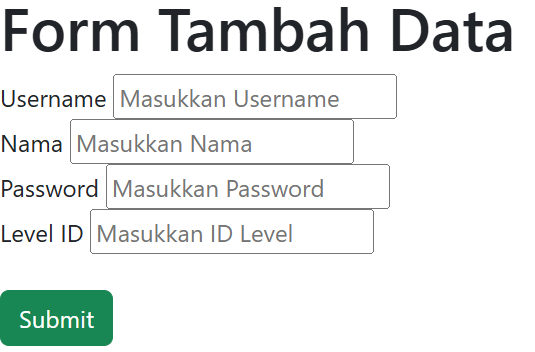 Form Tambah Data
Username Masukkan Username
Nama Masukkan Nama
Password Masukkan Password
Level ID Masukkan ID Level
Submit